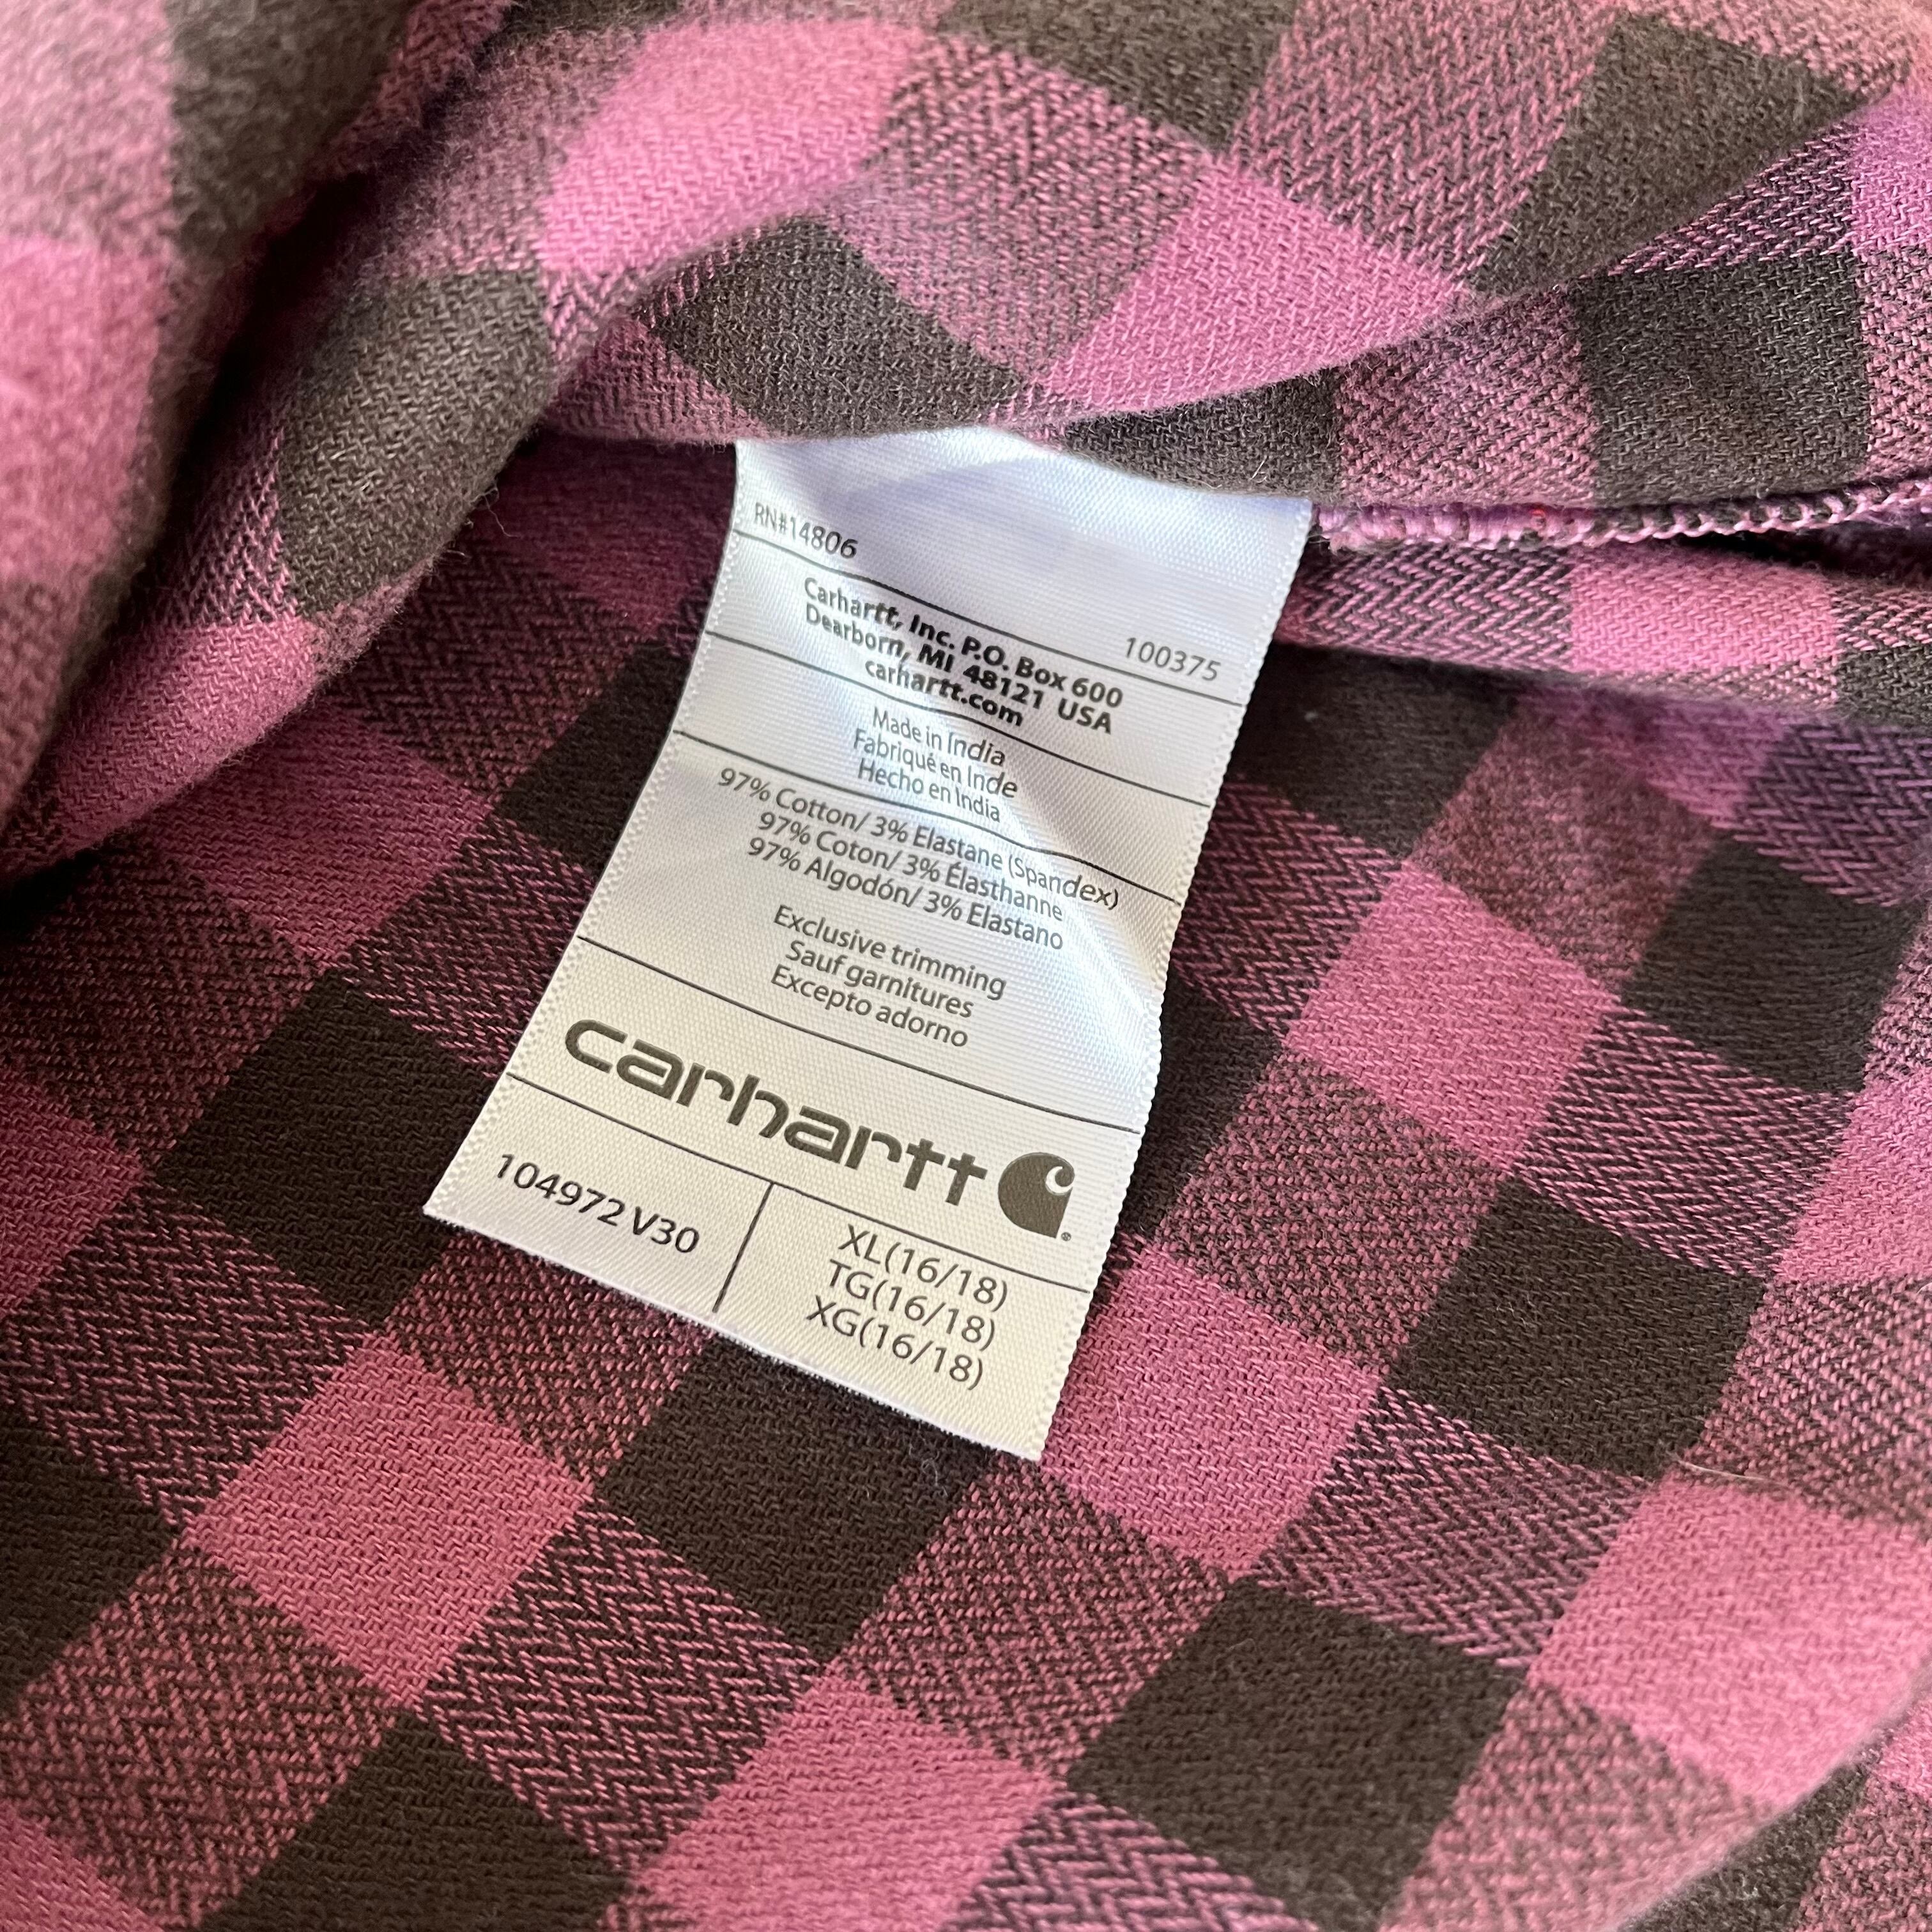 RN#14806
100375
Carhartt, Inc. P.O. Box 600
Dearborn, MI 48121 USA
carhartt.com
Made in India
Fabriqué en Inde
Hecho en India
97% Cotton/ 3% Elastane (Spandex)
97% Coton/ 3% Élasthanne
97% Algodón/ 3% Elastano
Exclusive trimming
Sauf garnitures
Excepto adorno
carhartt
104972 V30
XL(16/18)
TG(16/18)
XG(16/18)